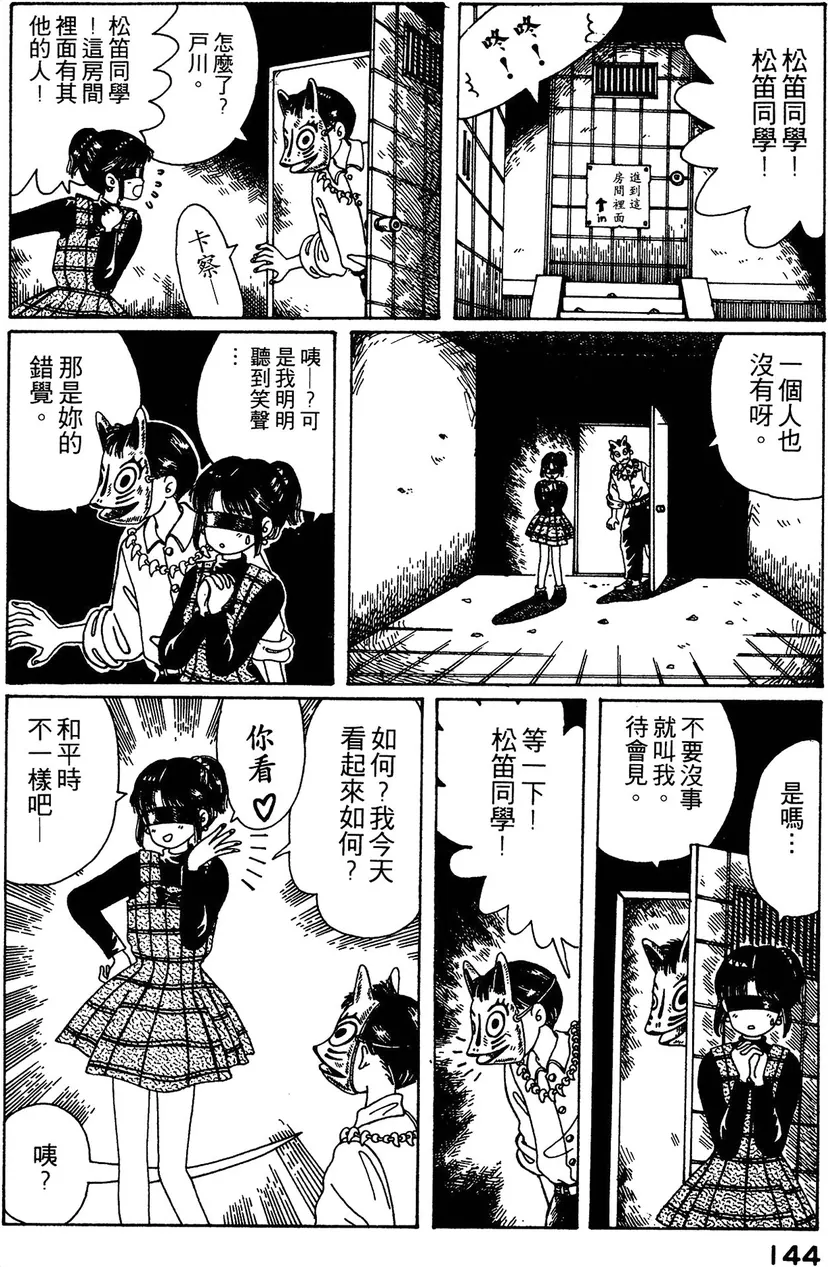 松笛同學！
松笛同學！
咚！
咚！
進到這
房間裡面
↑
in
怎麼了？
戸川。
松笛同學
！這房間
裡面有其
他的人！
卡察—
一個人也
沒有呀。
咦—？可
是我明明
聽到笑聲
…
那是妳的
錯覺。
是嗎…
不要沒事
就叫我。
待會見。
等一下！
松笛同學！
如何？我今天
看起來如何？
你看♡
和平時
不一樣吧—
咦？
144